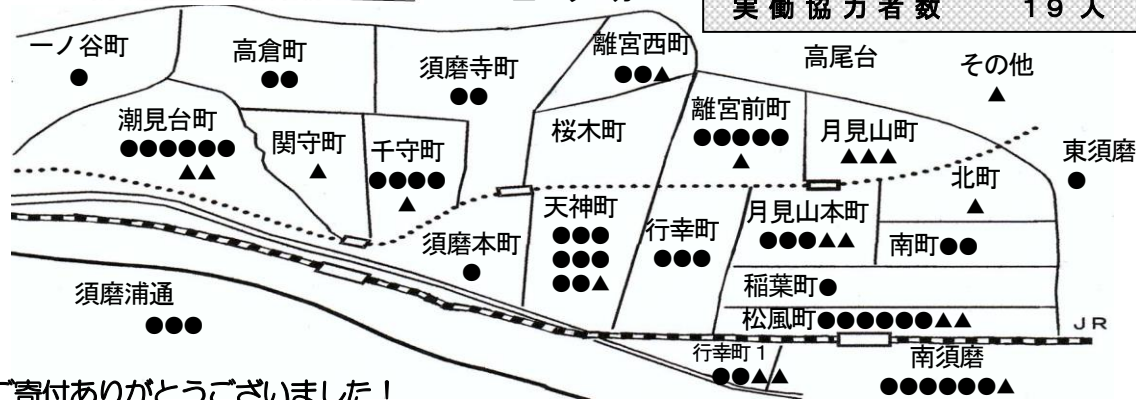 実働協力者数 19人
一ノ谷町
●
高倉町
●●
須磨寺町
●●
離宮西町
●●▲
高尾台
その他
▲
潮見台町
●●●●●●
▲▲
関守町
▲
千守町
●●●●
▲
桜木町
離宮前町
●●●●●
▲
月見山町
▲▲▲
東須磨
●
北町
▲
須磨本町
●
天神町
●●●
●●●
●●▲
行幸町
●●●
月見山本町
●●●▲▲
南町●●
稲葉町●
松風町●●●●●●▲▲
JR
須磨浦通
●●●
行幸町1
●●▲▲
南須磨
●●●●●●▲
ご寄付ありがとうございました!